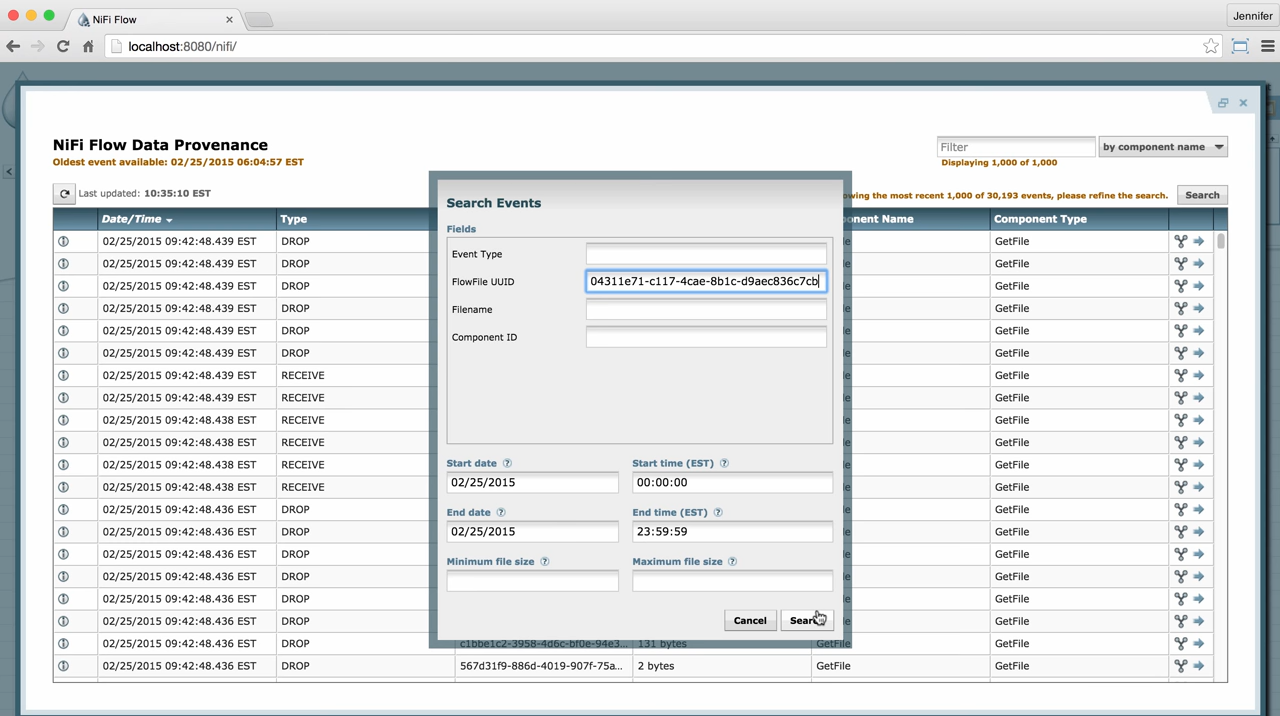 NiFi Flow
Jennifer
localhost:8080/nifi/
NiFi Flow Data Provenance
Oldest event available: 02/25/2015 06:04:57 EST
Filter
by component name
Displaying 1,000 of 1,000
Last updated: 10:35:10 EST
the most recent 1,000 of 30,193 events, please refine the search.
Search
Date/Time Type Name Component Type
02/25/2015 09:42:48.439 EST DROP GetFile
02/25/2015 09:42:48.439 EST DROP GetFile
02/25/2015 09:42:48.439 EST DROP GetFile
02/25/2015 09:42:48.439 EST DROP GetFile
02/25/2015 09:42:48.439 EST DROP GetFile
02/25/2015 09:42:48.439 EST DROP GetFile
02/25/2015 09:42:48.439 EST RECEIVE GetFile
02/25/2015 09:42:48.439 EST RECEIVE GetFile
02/25/2015 09:42:48.438 EST RECEIVE GetFile
02/25/2015 09:42:48.438 EST RECEIVE GetFile
02/25/2015 09:42:48.438 EST RECEIVE GetFile
02/25/2015 09:42:48.438 EST RECEIVE GetFile
02/25/2015 09:42:48.436 EST DROP GetFile
02/25/2015 09:42:48.436 EST DROP GetFile
02/25/2015 09:42:48.436 EST DROP GetFile
02/25/2015 09:42:48.436 EST DROP GetFile
02/25/2015 09:42:48.436 EST DROP GetFile
02/25/2015 09:42:48.436 EST DROP GetFile
02/25/2015 09:42:48.436 EST DROP c1bbe1c2-3958-4d6c-bf0e-94e3... 131 bytes GetFile GetFile
02/25/2015 09:42:48.436 EST DROP 567d31f9-886d-4019-907f-75a... 2 bytes GetFile GetFile
Search Events
Fields
Event Type
FlowFile UUID 04311e71-c117-4cae-8b1c-d9aec836c7cb
Filename
Component ID
Start date Start time (EST)
02/25/2015 00:00:00
End date End time (EST)
02/25/2015 23:59:59
Minimum file size Maximum file size
Cancel